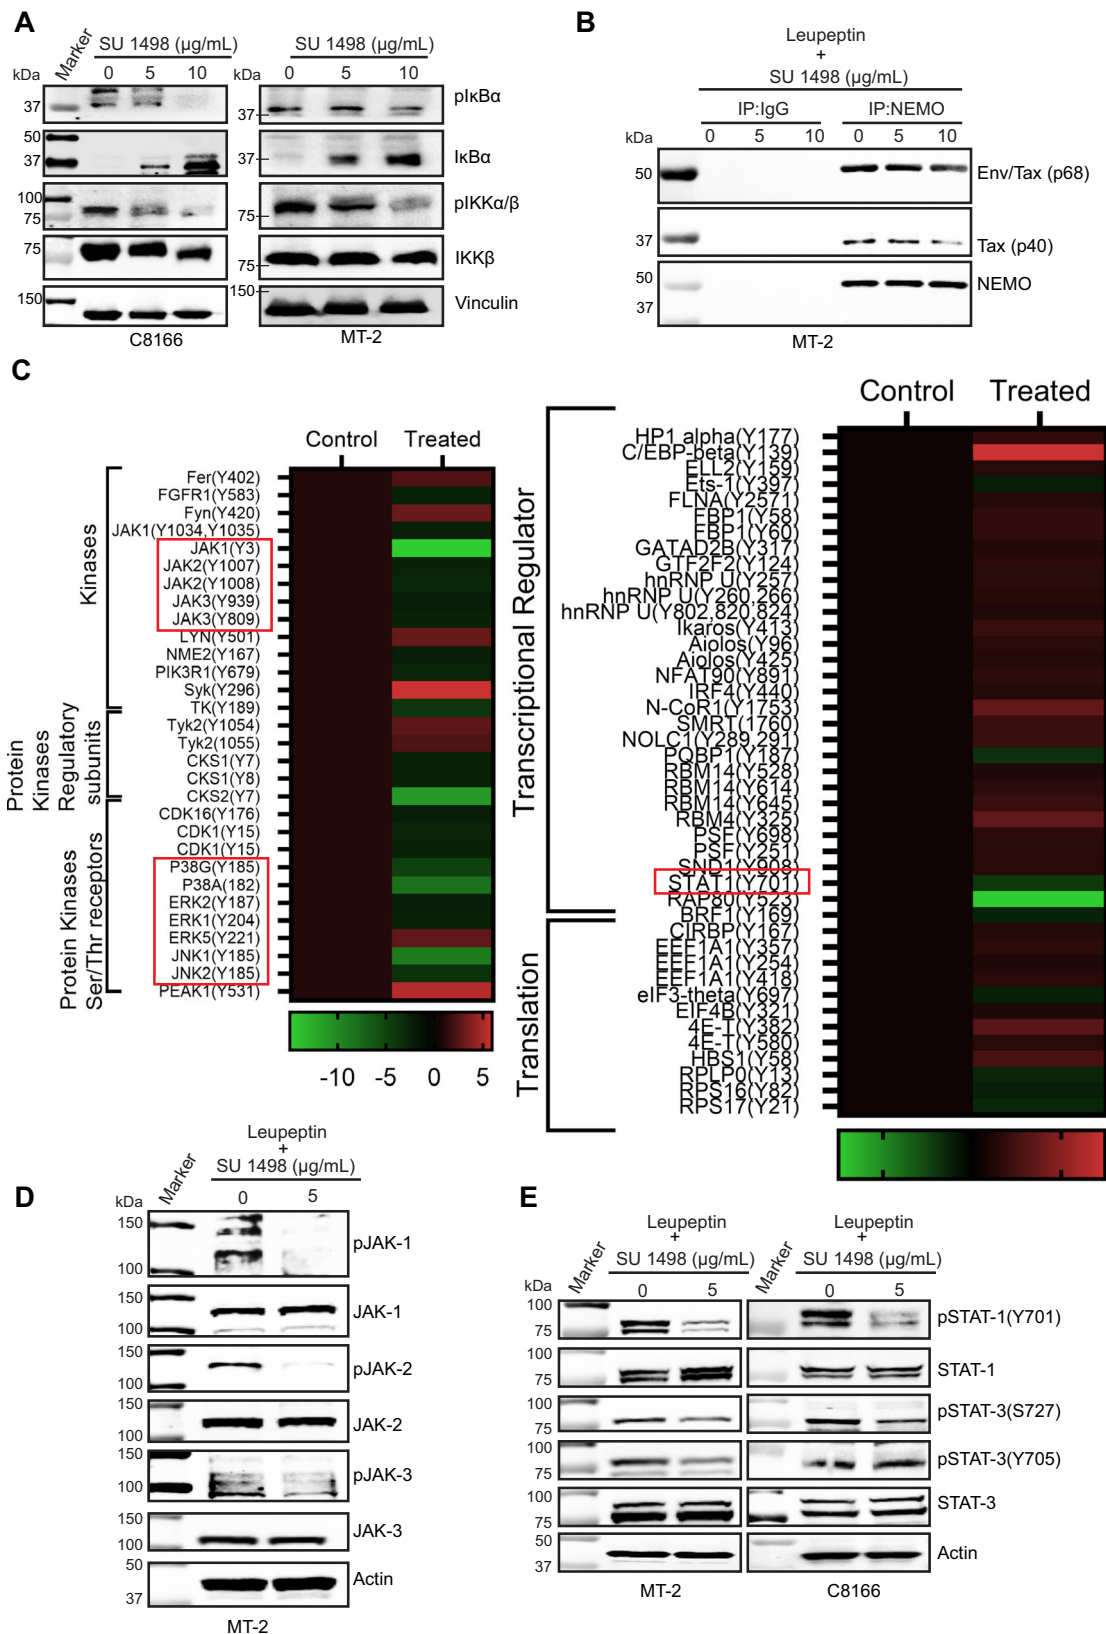 A
Marker
SU 1498 (µg/mL)
SU 1498 (µg/mL)
kDa
0 5 10
kDa
0 5 10
37
37
pIκBα
50
37
37
IκBα
100
75
75
pIKKα/β
75
75
IKKβ
150
150
Vinculin
C8166
MT-2
B
Leupeptin
+
SU 1498 (µg/mL)
IP:IgG
IP:NEMO
kDa
0 5 10
0 5 10
50
Env/Tax (p68)
37
Tax (p40)
50
NEMO
37
MT-2
C
Control Treated
Kinases
Fer(Y402)
FGFR1(Y583)
Fyn(Y420)
JAK1(Y1034,Y1035)
JAK1(Y3)
JAK2(Y1007)
JAK2(Y1008)
JAK3(Y939)
JAK3(Y809)
LYN(Y501)
NME2(Y167)
PIK3R1(Y679)
Syk(Y296)
TK(Y189)
Protein
Kinases
Regulatory
subunits
Tyk2(Y1054)
Tyk2(1055)
CKS1(Y7)
CKS1(Y8)
CKS2(Y7)
Protein Kinases
Ser/Thr receptors
CDK16(Y176)
CDK1(Y15)
CDK1(Y15)
P38G(Y185)
P38A(182)
ERK2(Y187)
ERK1(Y204)
ERK5(Y221)
JNK1(Y185)
JNK2(Y185)
PEAK1(Y531)
-10 -5 0 5
Control Treated
Transcriptional Regulator
HP1 alpha(Y177)
C/EBP-beta(Y139)
ELL2(Y159)
Ets-1(Y397)
FLNA(Y2571)
FBP1(Y58)
FBP1(Y60)
GATAD2B(Y317)
GTF2F2(Y124)
hnRNP U(Y257)
hnRNP U(Y260,266)
hnRNP U(Y802,820,824)
Ikaros(Y413)
Aiolos(Y96)
Aiolos(Y425)
NFAT90(Y891)
IRF4(Y440)
N-CoR1(Y1753)
SMRT(1760)
NOLC1(Y289,291)
PQBP1(Y187)
RBM14(Y528)
RBM14(Y614)
RBM14(Y645)
RBM4(Y325)
PSF(Y698)
PSF(Y251)
SND1(Y908)
STAT1(Y701)
RAP80(Y523)
Translation
BRF1(Y169)
CIRBP(Y167)
EEF1A1(Y357)
EEF1A1(Y254)
EEF1A1(Y418)
eIF3-theta(Y697)
EIF4B(Y321)
4E-T(Y382)
4E-T(Y580)
HBS1(Y58)
RPLP0(Y13)
RPS16(Y82)
RPS17(Y21)
D
Leupeptin
+
SU 1498 (µg/mL)
Marker
kDa
0 5
150
pJAK-1
100
150
JAK-1
100
150
pJAK-2
100
150
JAK-2
100
150
pJAK-3
100
150
JAK-3
100
50
Actin
37
MT-2
E
Leupeptin
+
SU 1498 (µg/mL)
Leupeptin
+
SU 1498 (µg/mL)
kDa
Marker
0 5
Marker
0 5
100
pSTAT-1(Y701)
75
100
STAT-1
75
100
pSTAT-3(S727)
75
100
pSTAT-3(Y705)
75
100
STAT-3
75
50
Actin
37
MT-2
C8166